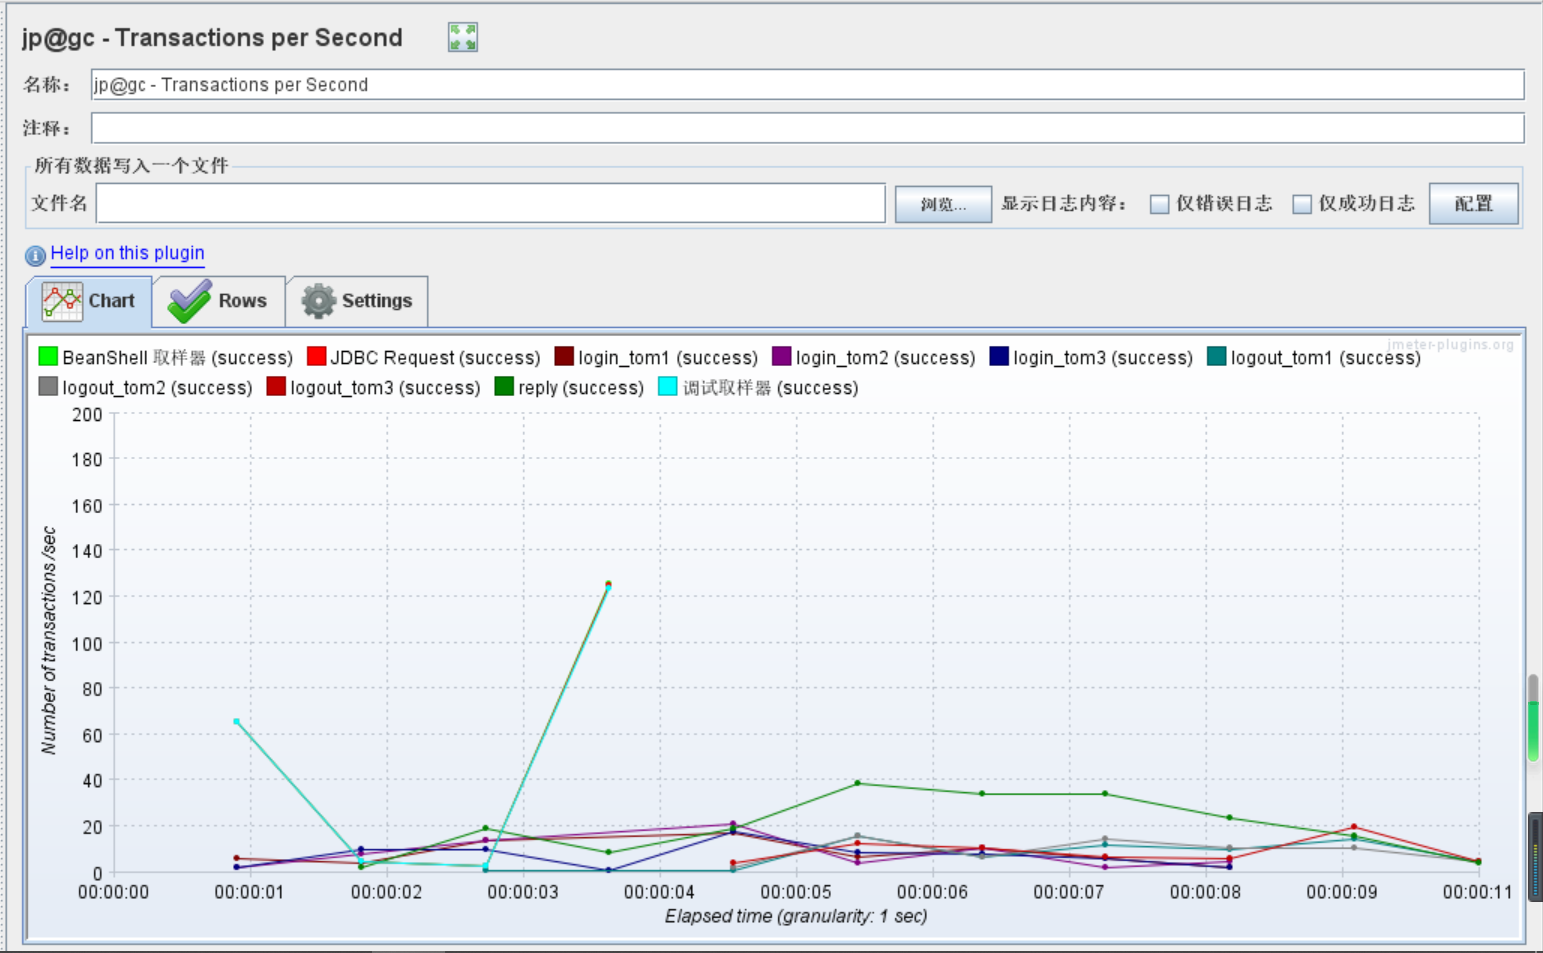 jp@gc - Transactions per Second
名称： jp@gc - Transactions per Second
注释：
所有数据写入一个文件
文件名 浏览... 显示日志内容： 仅错误日志 仅成功日志 配置
Help on this plugin
Chart Rows Settings
jmeter-plugins.org
BeanShell 取样器 (success) JDBC Request (success) login_tom1 (success) login_tom2 (success) login_tom3 (success) logout_tom1 (success)
logout_tom2 (success) logout_tom3 (success) reply (success) 调试取样器 (success)
200
180
160
140
120
100
80
60
40
20
0
Number of transactions /sec
00:00:00 00:00:01 00:00:02 00:00:03 00:00:04 00:00:05 00:00:06 00:00:07 00:00:08 00:00:09 00:00:11
Elapsed time (granularity: 1 sec)